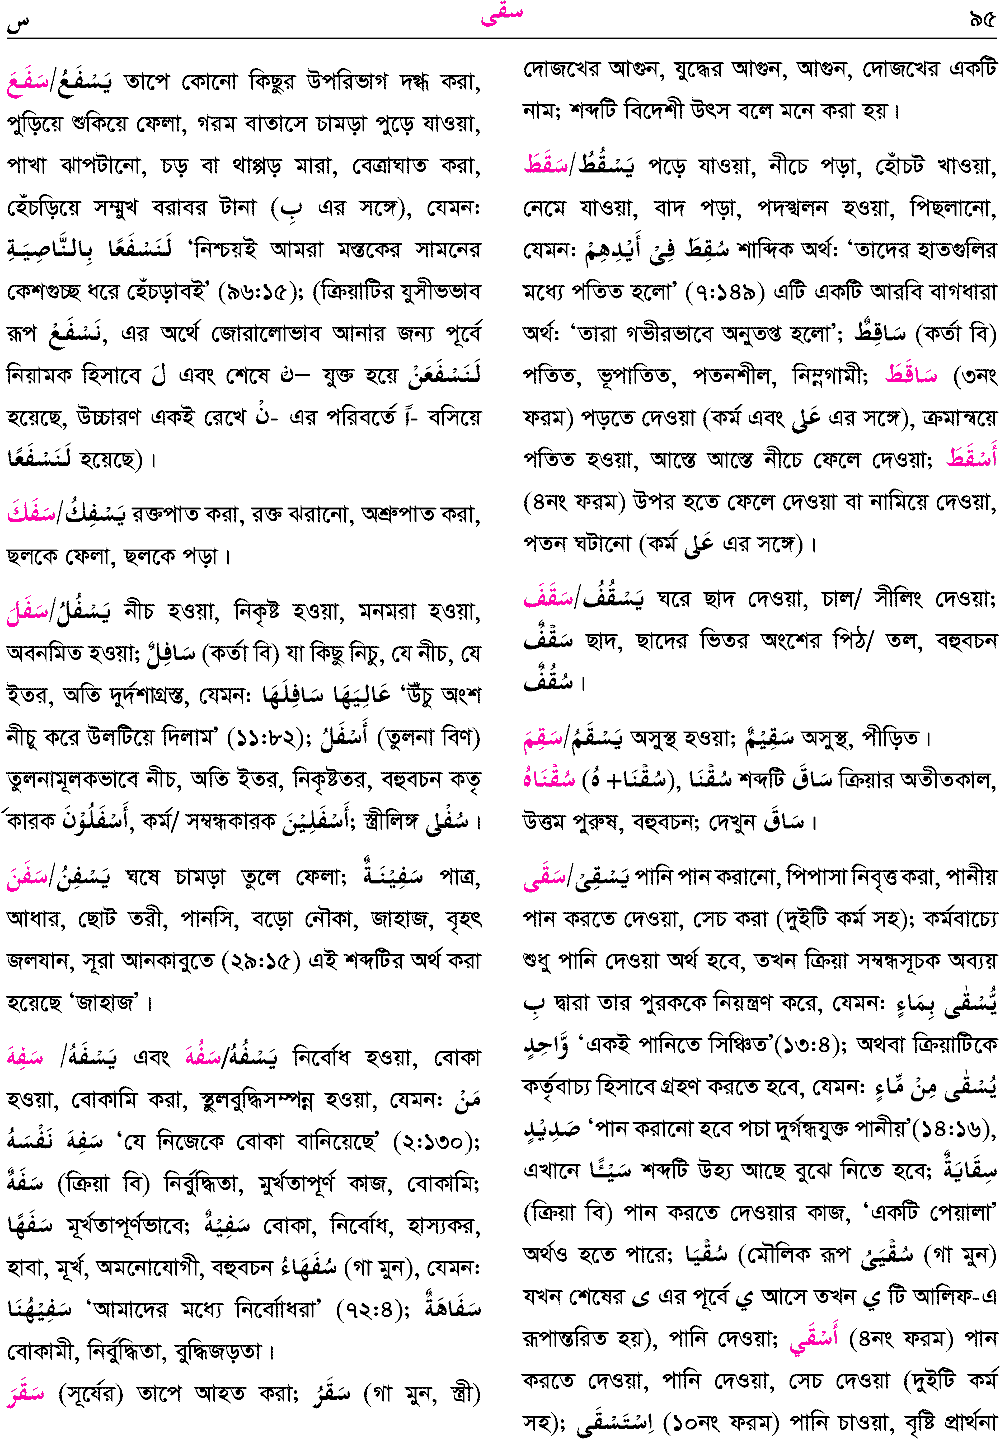 س سقى ৯৫
سَفَعَ/يَسْفَعُ তাপে কোনো কিছুর উপরিভাগ দগ্ধ করা,
পুড়িয়ে শুকিয়ে ফেলা, গরম বাতাসে চামড়া পুড়ে যাওয়া,
পাখা ঝাপটানো, চড় বা থাপ্পড় মারা, বেত্রাঘাত করা,
হেঁচড়িয়ে সম্মুখ বরাবর টানা (بِ এর সঙ্গে), যেমন:
لَنَسْفَعًا بِالنَّاصِيَةِ ‘নিশ্চয়ই আমরা মস্তকের সামনের
কেশগুচ্ছ ধরে হেঁচড়াবই’ (৯৬:১৫); (ক্রিয়াটির যুসীভভাব
রূপ نَسْفَعُ, এর অর্থে জোরালোভাব আনার জন্য পূর্বে
নিয়ামক হিসাবে لَ এবং শেষে –نْ যুক্ত হয়ে لَنَسْفَعَنْ
হয়েছে, উচ্চারণ একই রেখে نْ- এর পরিবর্তে اً- বসিয়ে
لَنَسْفَعًا হয়েছে)।
سَفَكَ/يَسْفِكُ রক্তপাত করা, রক্ত ঝরানো, অশ্রুপাত করা,
ছলকে ফেলা, ছলকে পড়া।
سَفَلَ/يَسْفُلُ নীচ হওয়া, নিকৃষ্ট হওয়া, মনমরা হওয়া,
অবনমিত হওয়া; سَافِلٌ (কর্তা বি) যা কিছু নিচু, যে নীচ, যে
ইতর, অতি দুর্দশাগ্রস্ত, যেমন: عَالِيَهَا سَافِلَهَا ‘উঁচু অংশ
নীচু করে উলটিয়ে দিলাম’ (১১:৮২); أَسْفَلُ (তুলনা বিণ)
তুলনামূলকভাবে নীচ, অতি ইতর, নিকৃষ্টতর, বহুবচন কতৃ
র্কারক أَسْفَلُوْنَ, কর্ম/ সম্বন্ধকারক أَسْفَلِيْنَ; স্ত্রীলিঙ্গ سُفْلٰى।
سَفَنَ/يَسْفِنُ ঘষে চামড়া তুলে ফেলা; سَفِيْنَةٌ পাত্র,
আধার, ছোট তরী, পানসি, বড়ো নৌকা, জাহাজ, বৃহৎ
জলযান, সূরা আনকাবুতে (২৯:১৫) এই শব্দটির অর্থ করা
হয়েছে ‘জাহাজ’।
سَفِهَ /يَسْفَهُ এবং سَفُهَ/يَسْفُهُ নির্বোধ হওয়া, বোকা
হওয়া, বোকামি করা, স্থুলবুদ্ধিসম্পন্ন হওয়া, যেমন: مَنْ
سَفِهَ نَفْسَهُ ‘যে নিজেকে বোকা বানিয়েছে’ (২:১৩০);
سَفَهٌ (ক্রিয়া বি) নির্বুদ্ধিতা, মুর্খতাপূর্ণ কাজ, বোকামি;
سَفَهًا মূর্খতাপূর্ণভাবে; سَفِيْهٌ বোকা, নির্বোধ, হাস্যকর,
হাবা, মূর্খ, অমনোযোগী, বহুবচন سُفَهَاءُ (গা মুন), যেমন:
سَفِيْهُنَا ‘আমাদের মধ্যে নির্বোাধরা’ (৭২:৪); سَفَاهَةٌ
বোকামী, নির্বুদ্ধিতা, বুদ্ধিজড়তা।
سَقَرَ (সূর্যের) তাপে আহত করা; سَقَرُ (গা মুন, স্ত্রী)
দোজখের আগুন, যুদ্ধের আগুন, আগুন, দোজখের একটি
নাম; শব্দটি বিদেশী উৎস বলে মনে করা হয়।
سَقَطَ/يَسْقُطُ পড়ে যাওয়া, নীচে পড়া, হোঁচট খাওয়া,
নেমে যাওয়া, বাদ পড়া, পদস্খলন হওয়া, পিছলানো,
যেমন: سُقِطَ فِىْ أَيْدِهِمْ শাব্দিক অর্থ: ‘তাদের হাতগুলির
মধ্যে পতিত হলো’ (৭:১৪৯) এটি একটি আরবি বাগধারা
অর্থ: ‘তারা গভীরভাবে অনুতপ্ত হলো’; سَاقِطٌ (কর্তা বি)
পতিত, ভূপাতিত, পতনশীল, নিম্নগামী; سَاقَطَ (৩নং
ফরম) পড়তে দেওয়া (কর্ম এবং عَلٰى এর সঙ্গে), ক্রমান্বয়ে
পতিত হওয়া, আস্তে আস্তে নীচে ফেলে দেওয়া; أَسْقَطَ
(৪নং ফরম) উপর হতে ফেলে দেওয়া বা নামিয়ে দেওয়া,
পতন ঘটানো (কর্ম عَلٰى এর সঙ্গে)।
سَقَفَ/يَسْقُفُ ঘরে ছাদ দেওয়া, চাল/ সীলিং দেওয়া;
سَقْفٌ ছাদ, ছাদের ভিতর অংশের পিঠ/ তল, বহুবচন
سُقُفٌ।
سَقِمَ/يَسْقَمُ অসুস্থ হওয়া; سَقِيْمٌ অসুস্থ, পীড়িত।
سُقْنَاهُ (سُقْنَا+ هُ), سُقْنَا শব্দটি سَاقَ ক্রিয়ার অতীতকাল,
উত্তম পুরুষ, বহুবচন; দেখুন سَاقَ।
سَقَى/يَسْقِىْ পানি পান করানো, পিপাসা নিবৃত্ত করা, পানীয়
পান করতে দেওয়া, সেচ করা (দুইটি কর্ম সহ); কর্মবাচ্যে
শুধু পানি দেওয়া অর্থ হবে, তখন ক্রিয়া সম্বন্ধসূচক অব্যয়
بِ দ্বারা তার পুরককে নিয়ন্ত্রণ করে, যেমন: يُّسْقٰى بِمَاءٍ
وَّاحِدٍ ‘একই পানিতে সিঞ্চিত’(১৩:৪); অথবা ক্রিয়াটিকে
কর্তৃবাচ্য হিসাবে গ্রহণ করতে হবে, যেমন: يُسْقٰى مِنْ مَّاءٍ
صَدِيْدٍ ‘পান করানো হবে পচা দুর্গন্ধযুক্ত পানীয়’(১৪:১৬),
এখানে سَيْئًا শব্দটি উহ্য আছে বুঝে নিতে হবে; سِقَايَةٌ
(ক্রিয়া বি) পান করতে দেওয়ার কাজ, ‘একটি পেয়ালা’
অর্থও হতে পারে; سُقْيَا (মৌলিক রূপ سُقْيَىُ (গা মুন)
যখন শেষের ى এর পূর্বে ي আসে তখন ي টি আলিফ-এ
রূপান্তরিত হয়), পানি দেওয়া; أَسْقَي (৪নং ফরম) পান
করতে দেওয়া, পানি দেওয়া, সেচ দেওয়া (দুইটি কর্ম
সহ); اِسْتَسْقَى (১০নং ফরম) পানি চাওয়া, বৃষ্টি প্রার্থনা